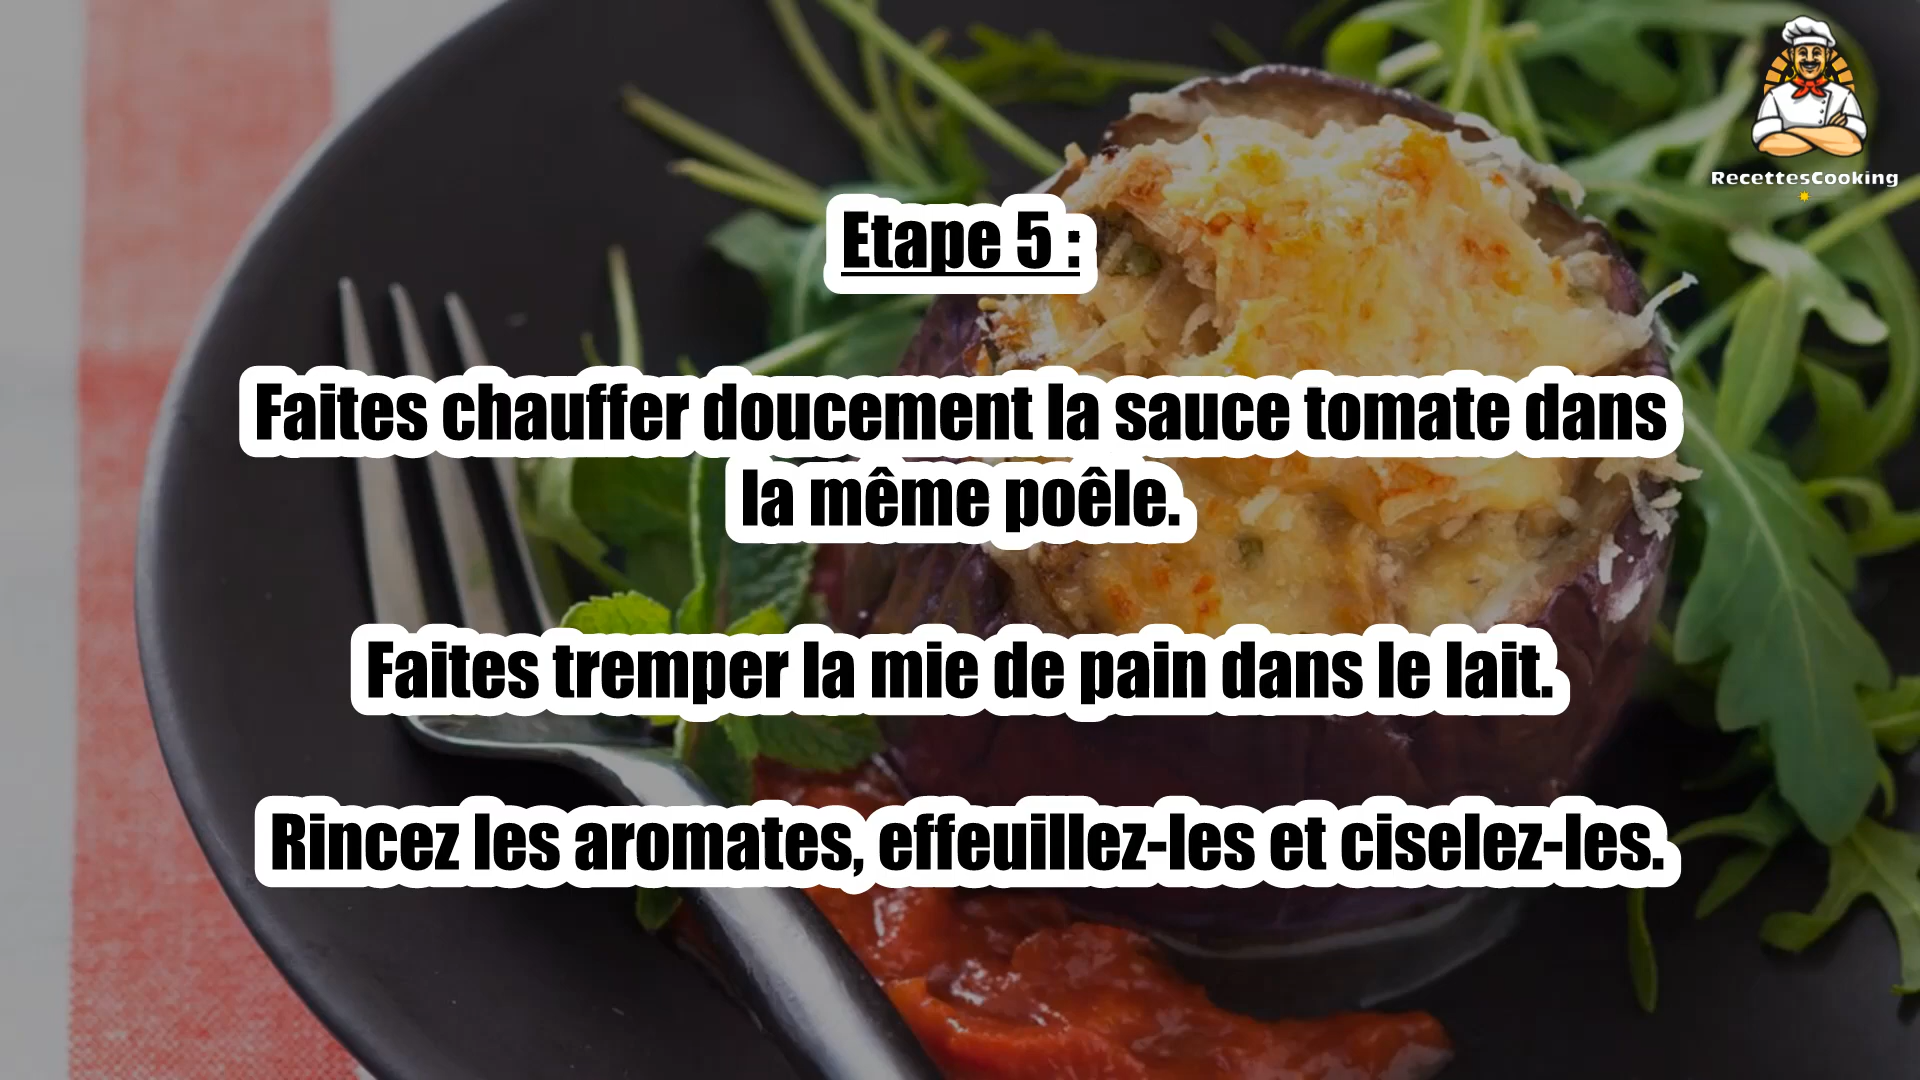 RecettesCooking
Etape 5 :
Faites chauffer doucement la sauce tomate dans
la même poêle.
Faites tremper la mie de pain dans le lait.
Rincez les aromates, effeuillez-les et ciselez-les.